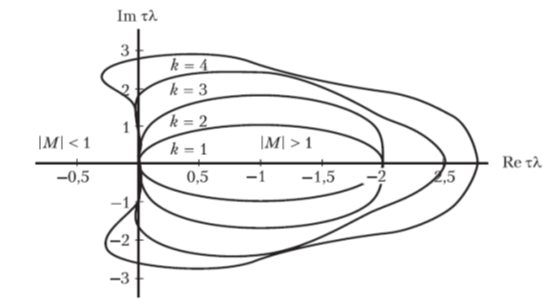 Im τλ
3
k = 4
k = 3
2
k = 2
1
|M| < 1
|M| > 1
k = 1
Re τλ
−0,5
0,5
−1
−1,5
−2
2,5
−1
−2
−3